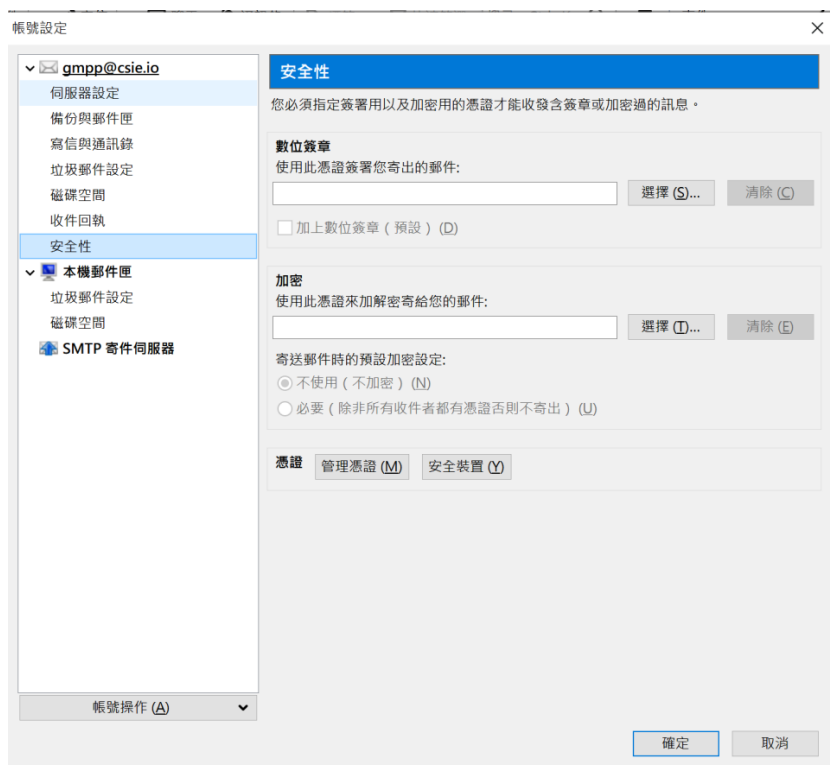 帳號設定
gmpp@csie.io
伺服器設定
備份與郵件匣
寫信與通訊錄
垃圾郵件設定
磁碟空間
收件回執
安全性
本機郵件匣
垃圾郵件設定
磁碟空間
SMTP 寄件伺服器
帳號操作 (A)
安全性
您必須指定簽署用以及加密用的憑證才能收發含簽章或加密過的訊息。
數位簽章
使用此憑證簽署您寄出的郵件:
選擇 (S)... 清除 (C)
加上數位簽章 ( 預設 ) (D)
加密
使用此憑證來加解密寄給您的郵件:
選擇 (T)... 清除 (E)
寄送郵件時的預設加密設定:
不使用 ( 不加密 ) (N)
必要 ( 除非所有收件者都有憑證否則不寄出 ) (U)
憑證 管理憑證 (M) 安全裝置 (Y)
確定 取消